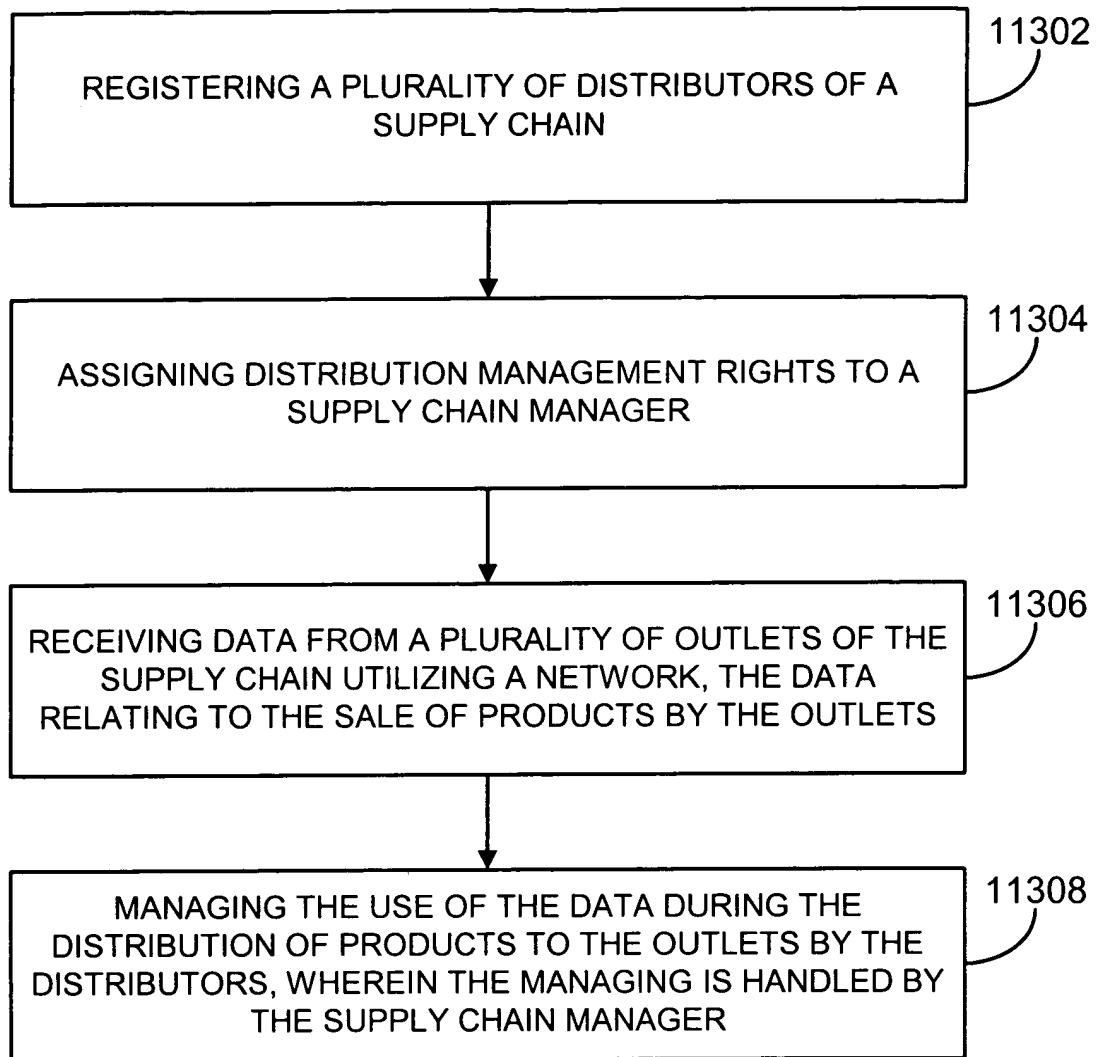 11302
REGISTERING A PLURALITY OF DISTRIBUTORS OF A
SUPPLY CHAIN
11304
ASSIGNING DISTRIBUTION MANAGEMENT RIGHTS TO A
SUPPLY CHAIN MANAGER
11306
RECEIVING DATA FROM A PLURALITY OF OUTLETS OF THE
SUPPLY CHAIN UTILIZING A NETWORK, THE DATA
RELATING TO THE SALE OF PRODUCTS BY THE OUTLETS
11308
MANAGING THE USE OF THE DATA DURING THE
DISTRIBUTION OF PRODUCTS TO THE OUTLETS BY THE
DISTRIBUTORS, WHEREIN THE MANAGING IS HANDLED BY
THE SUPPLY CHAIN MANAGER